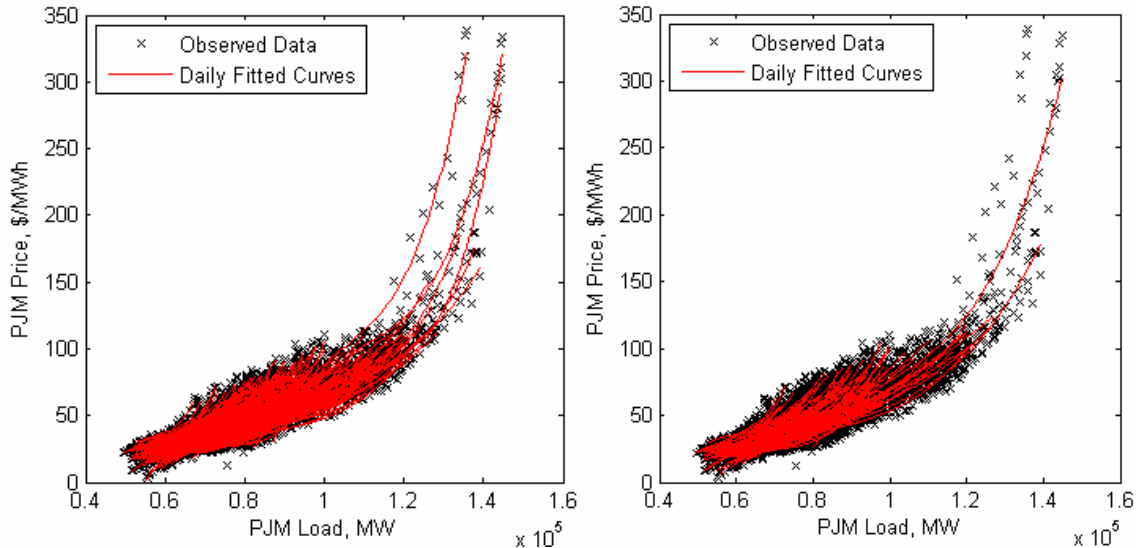 350
300
250
200
150
100
50
0
PJM Price, $/MWh
× Observed Data
Daily Fitted Curves
0.4 0.6 0.8 1 1.2 1.4 1.6
PJM Load, MW
x 10^5
350
300
250
200
150
100
50
0
PJM Price, $/MWh
× Observed Data
Daily Fitted Curves
0.4 0.6 0.8 1 1.2 1.4 1.6
PJM Load, MW
x 10^5